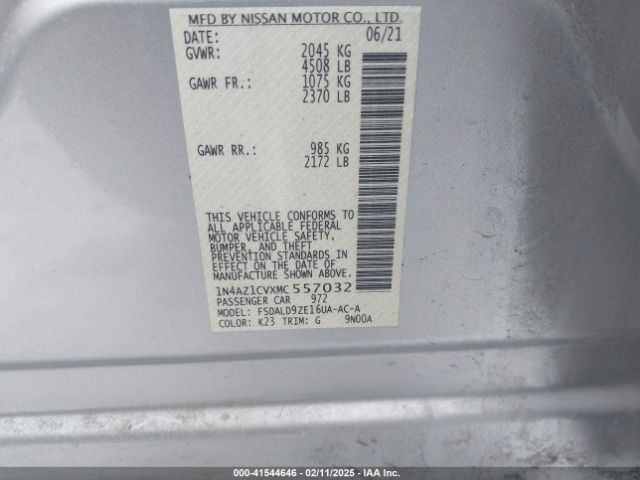 MFD BY NISSAN MOTOR CO., LTD.
DATE: 06/21
GVWR: 2045 KG
4508 LB
GAWR FR.: 1075 KG
2370 LB
GAWR RR.: 985 KG
2172 LB
THIS VEHICLE CONFORMS TO
ALL APPLICABLE FEDERAL
MOTOR VEHICLE SAFETY,
BUMPER, AND THEFT
PREVENTION STANDARDS IN
EFFECT ON THE DATE OF
MANUFACTURE SHOWN ABOVE.
1N4AZ1CVXMC557032
PASSENGER CAR 972
MODEL: FSDALD9ZE16UA-AC-A
COLOR: K23 TRIM: G 9N00A
000-41544646 - 02/11/2025 - IAA Inc.